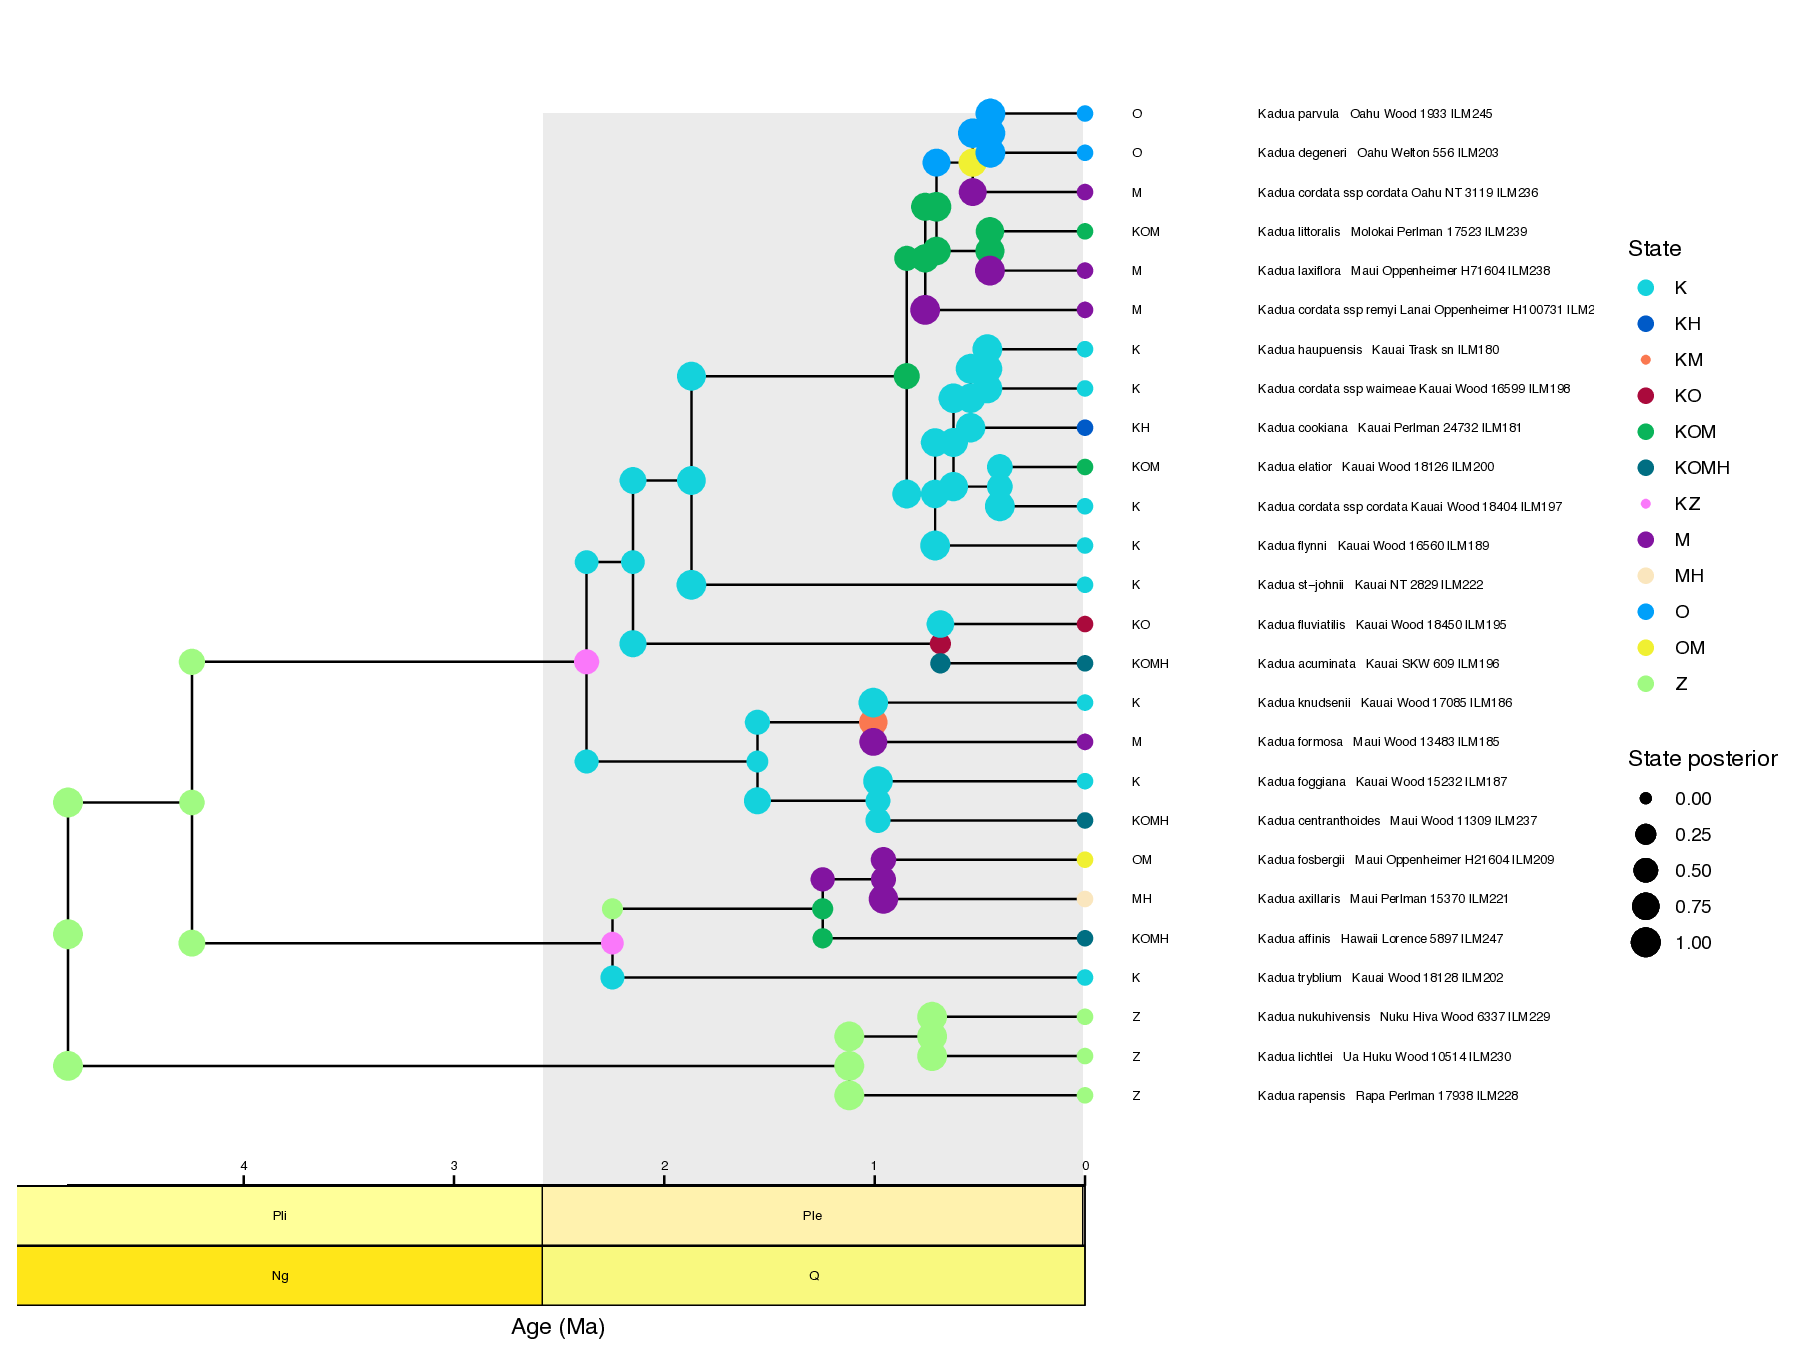 O Kadua parvula Oahu Wood 1933 ILM245
O Kadua degeneri Oahu Welton 556 ILM203
M Kadua cordata ssp cordata Oahu NT 3119 ILM236
KOM Kadua littoralis Molokai Perlman 17523 ILM239
M Kadua laxiflora Maui Oppenheimer H71604 ILM238
M Kadua cordata ssp remyi Lanai Oppenheimer H100731 ILM2
K Kadua haupuensis Kauai Trask sn ILM180
K Kadua cordata ssp waimeae Kauai Wood 16599 ILM198
KH Kadua cookiana Kauai Perlman 24732 ILM181
KOM Kadua elatior Kauai Wood 18126 ILM200
K Kadua cordata ssp cordata Kauai Wood 18404 ILM197
K Kadua flynni Kauai Wood 16560 ILM189
K Kadua st–johnii Kauai NT 2829 ILM222
KO Kadua fluviatilis Kauai Wood 18450 ILM195
KOMH Kadua acuminata Kauai SKW 609 ILM196
K Kadua knudsenii Kauai Wood 17085 ILM186
M Kadua formosa Maui Wood 13483 ILM185
K Kadua foggiana Kauai Wood 15232 ILM187
KOMH Kadua centranthoides Maui Wood 11309 ILM237
OM Kadua fosbergii Maui Oppenheimer H21604 ILM209
MH Kadua axillaris Maui Perlman 15370 ILM221
KOMH Kadua affinis Hawaii Lorence 5897 ILM247
K Kadua tryblium Kauai Wood 18128 ILM202
Z Kadua nukuhivensis Nuku Hiva Wood 6337 ILM229
Z Kadua lichtlei Ua Huku Wood 10514 ILM230
Z Kadua rapensis Rapa Perlman 17938 ILM228
State
K
KH
KM
KO
KOM
KOMH
KZ
M
MH
O
OM
Z
State posterior
0.00
0.25
0.50
0.75
1.00
4 3 2 1 0
Pli Ple
Ng Q
Age (Ma)